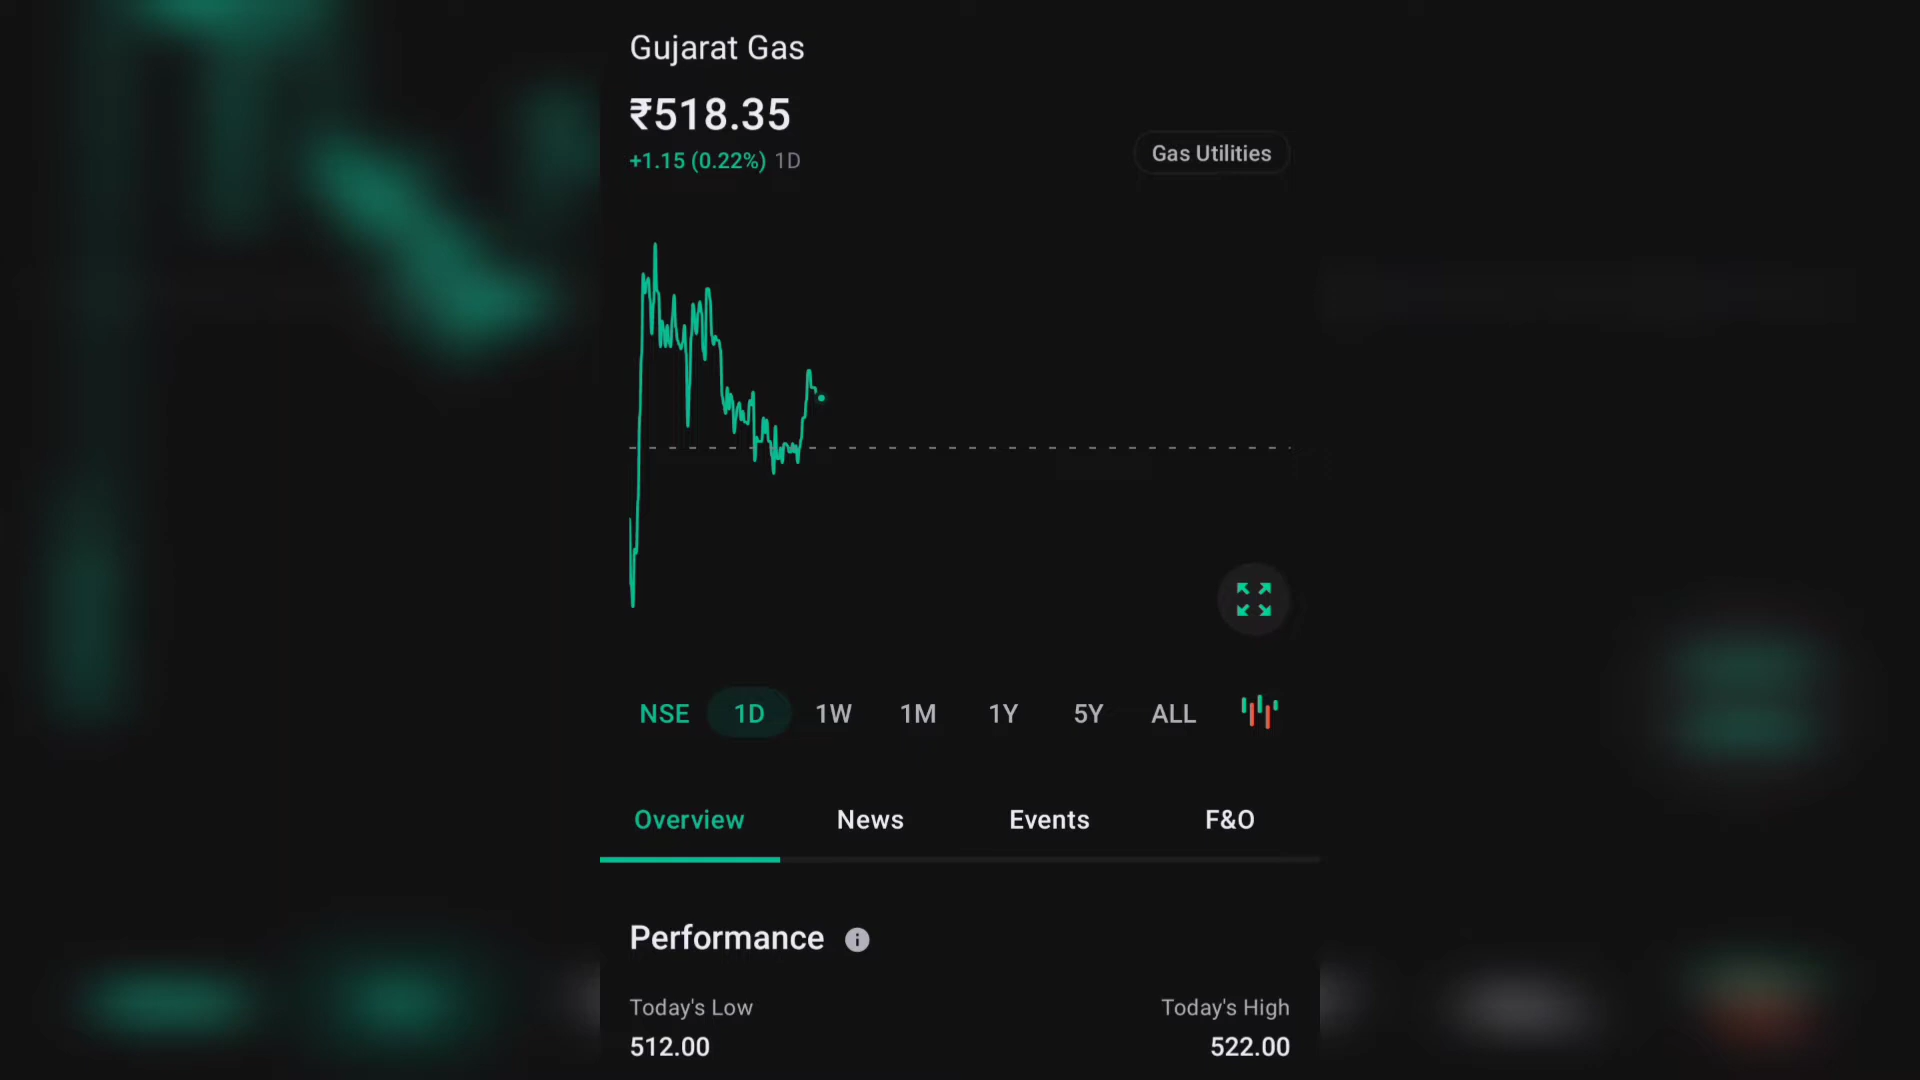 Gujarat Gas
₹518.35
+1.15 (0.22%) 1D
Gas Utilities
NSE 1D 1W 1M 1Y 5Y ALL
Overview News Events F&O
Performance
Today's Low Today's High
512.00 522.00